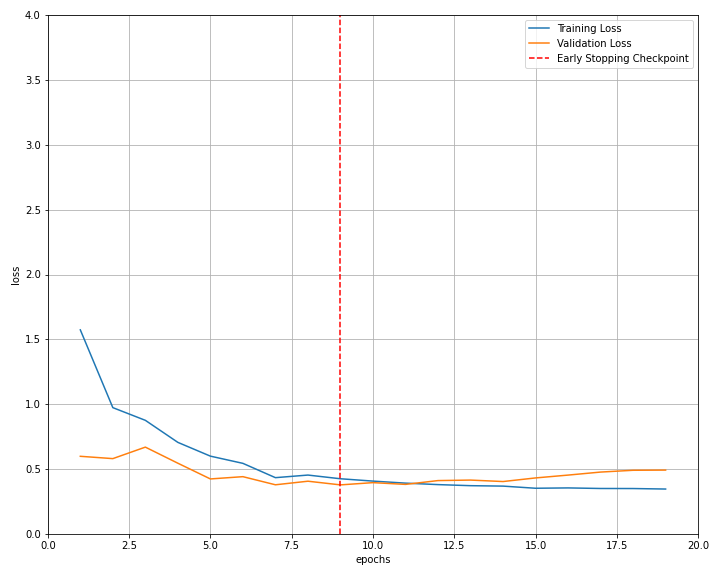 4.0
3.5
3.0
2.5
2.0
1.5
1.0
0.5
0.0
loss
Training Loss
Validation Loss
Early Stopping Checkpoint
0.0 2.5 5.0 7.5 10.0 12.5 15.0 17.5 20.0
epochs